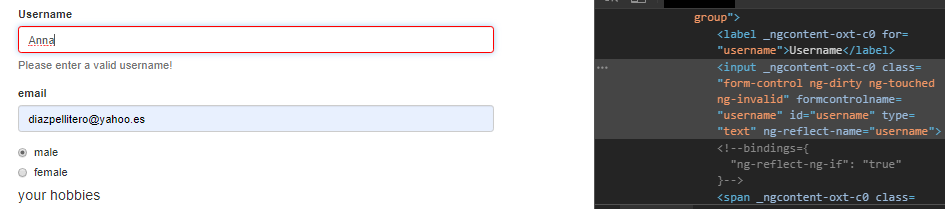 Username
Anna
Please enter a valid username!
email
diazpellitero@yahoo.es
male
female
your hobbies
group">
<label _ngcontent-oxt-c0 for=
"username">Username</label>
<input _ngcontent-oxt-c0 class=
"form-control ng-dirty ng-touched
ng-invalid" formcontrolname=
"username" id="username" type=
"text" ng-reflect-name="username">
<!--bindings={
"ng-reflect-ng-if": "true"
}-->
<span _ngcontent-oxt-c0 class=